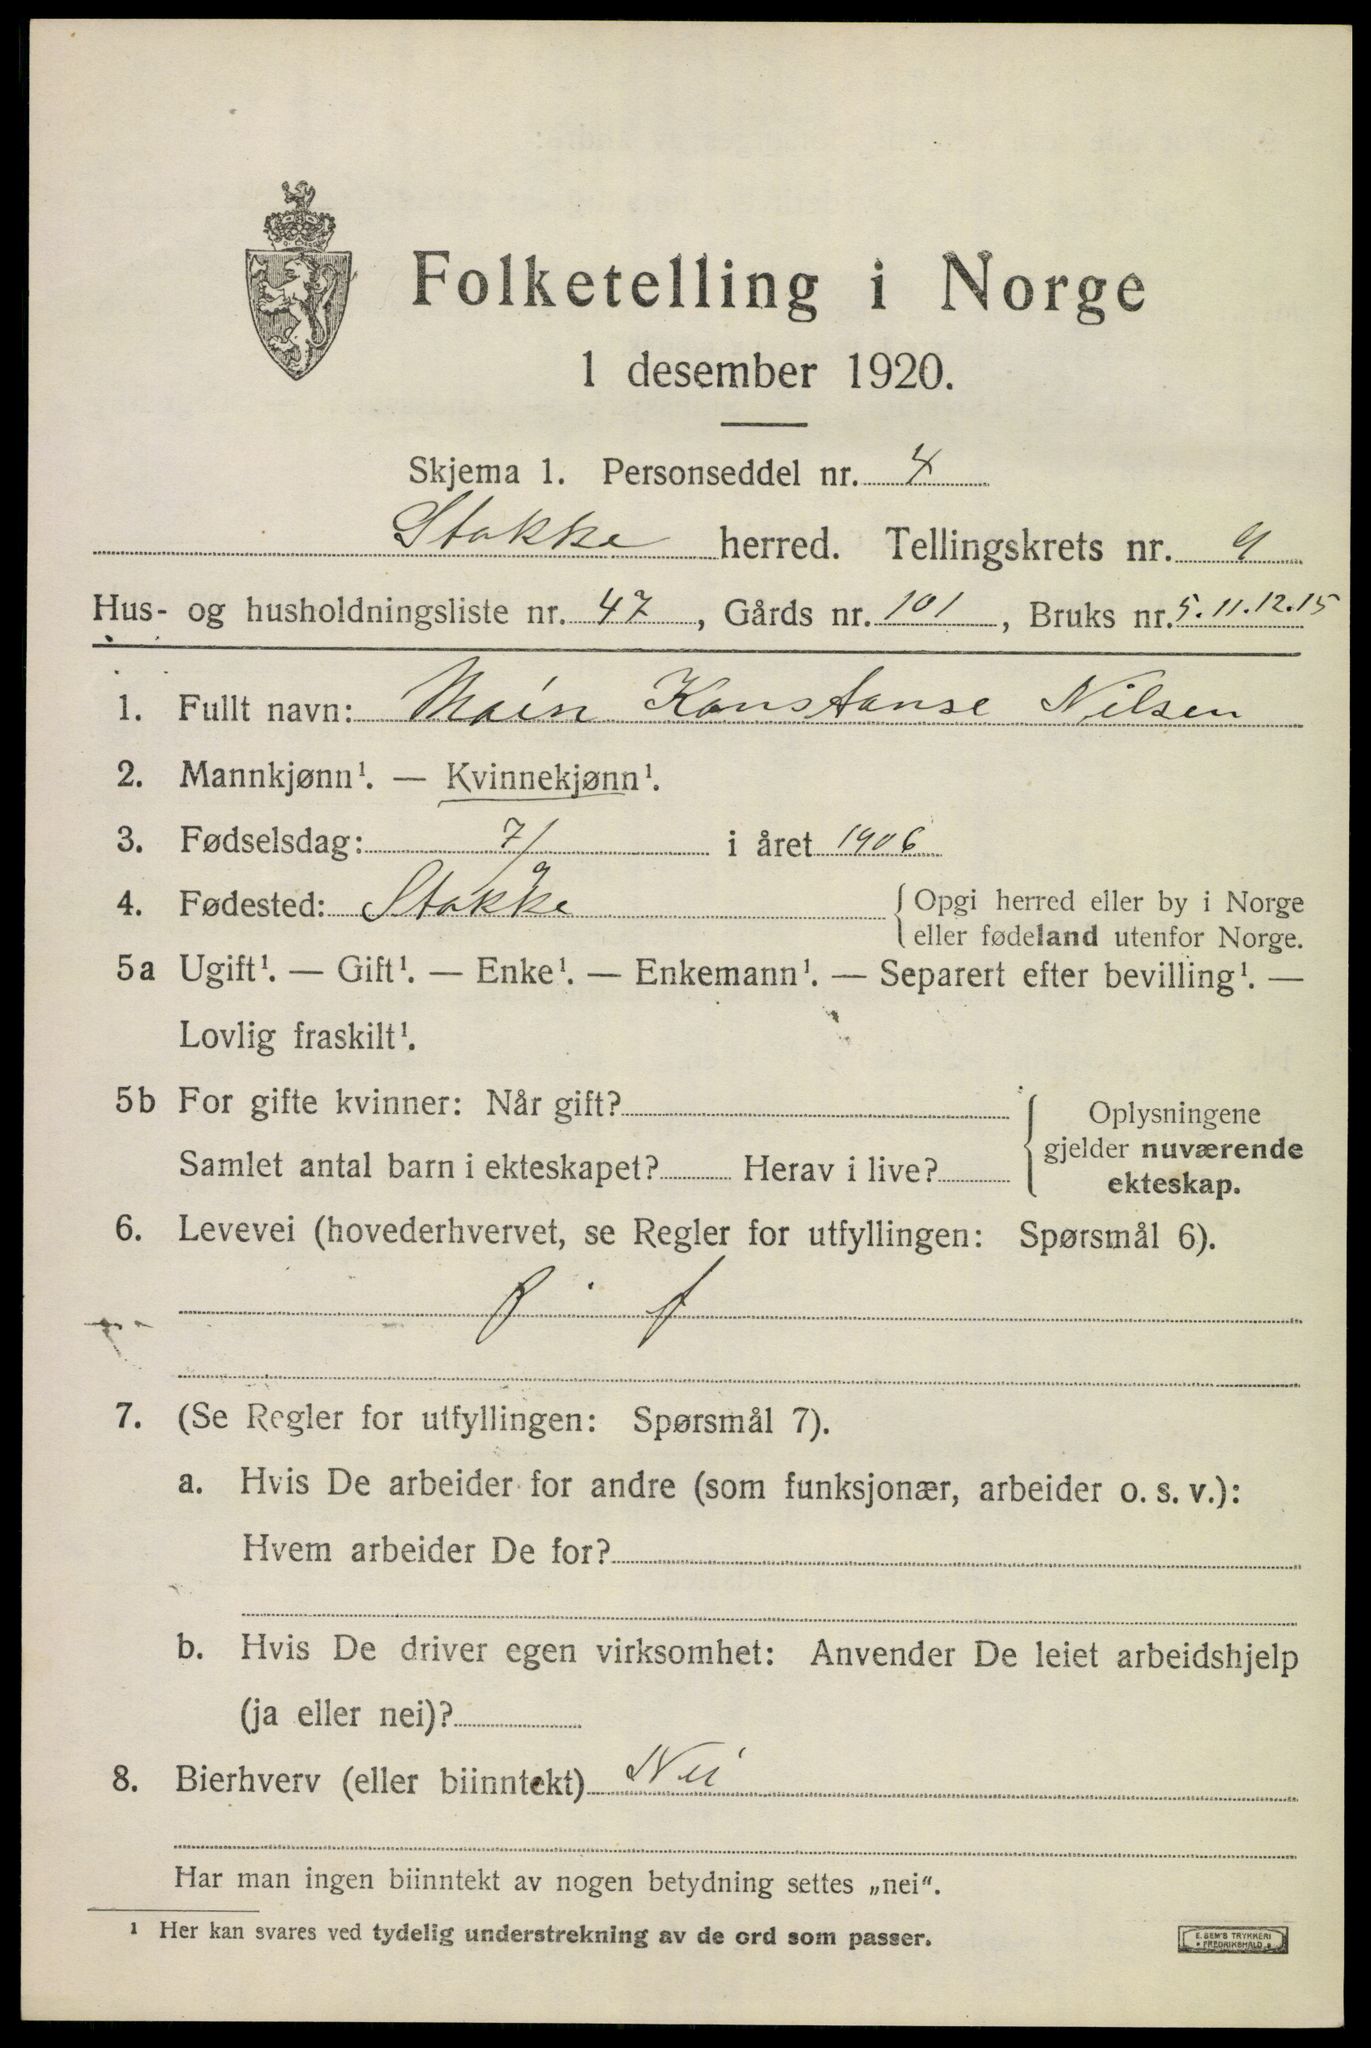 Folketelling i Norge
1 desember 1920.
Skjema 1. Personseddel nr. 4
Stokke herred. Tellingskrets nr. 9
Hus- og husholdningsliste nr. 47, Gårds nr. 101, Bruks nr. 5.11.12.15
1. Fullt navn: Konstanse Nilsen
2. Mannkjønn¹. — Kvinnekjønn¹.
3. Fødselsdag: 7/9 i året 1906
4. Fødested: Stokke { Opgi herred eller by i Norge
eller fødeland utenfor Norge.
5a Ugift¹. — Gift¹. — Enke¹. — Enkemann¹. — Separert efter bevilling¹. —
Lovlig fraskilt¹.
5b For gifte kvinner: Når gift?
Samlet antal barn i ekteskapet? Herav i live?
{ Oplysningene
gjelder nuværende
ekteskap.
6. Levevei (hovederhvervet, se Regler for utfyllingen: Spørsmål 6).
7. (Se Regler for utfyllingen: Spørsmål 7).
a. Hvis De arbeider for andre (som funksjonær, arbeider o. s. v.):
Hvem arbeider De for?
b. Hvis De driver egen virksomhet: Anvender De leiet arbeidshjelp
(ja eller nei)?
8. Bierhverv (eller biinntekt) Nei
Har man ingen biinntekt av nogen betydning settes „nei".
¹ Her kan svares ved tydelig understrekning av de ord som passer.
E. SEM'S TRYKKERI
FREDRIKSHALD